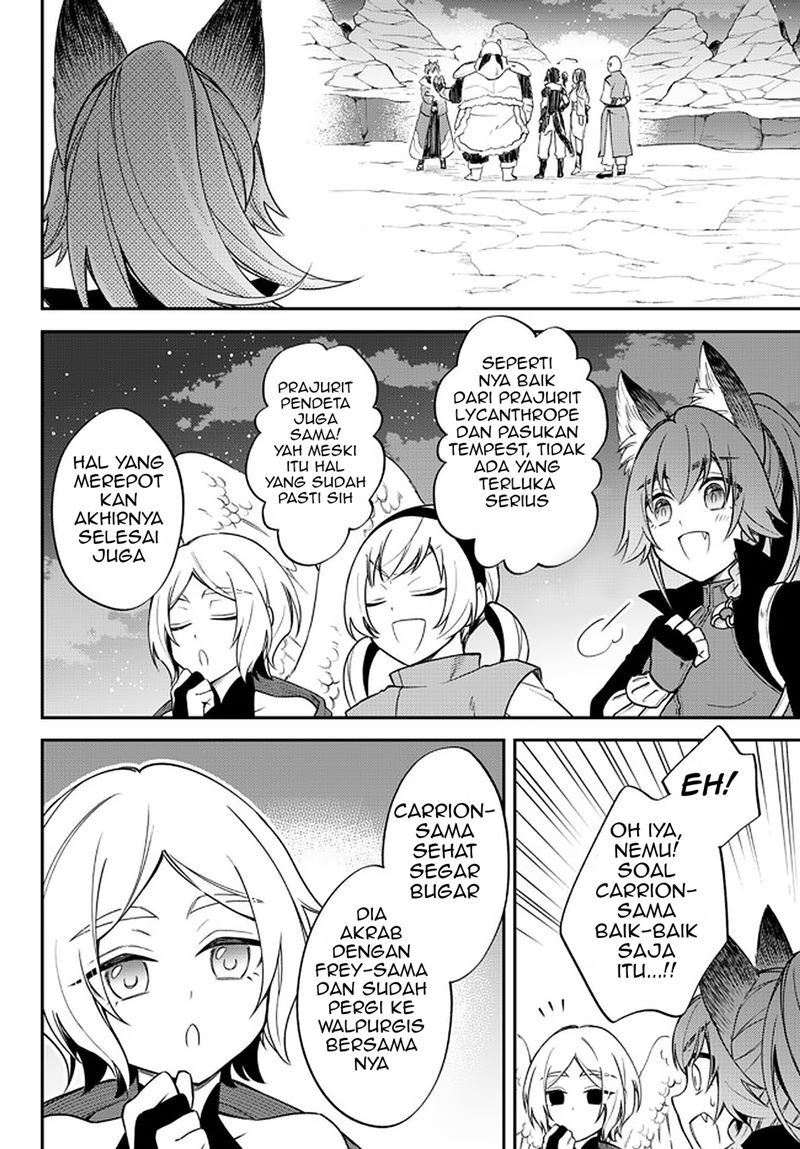 SEPERTI
NYA BAIK
DARI PRAJURIT
LYCANTHROPE
DAN PASUKAN
TEMPEST, TIDAK
ADA YANG
TERLUKA
SERIUS
PRAJURIT
PENDETA
JUGA
SAMA!
YAH MESKI
ITU HAL
YANG SUDAH
PASTI SIH
HAL YANG
MEREPOT
KAN
AKHIRNYA
SELESAI
JUGA
EH!
OH IYA,
NEMU!
SOAL
CARRION-
SAMA
BAIK-BAIK
SAJA
ITU...!!
CARRION-
SAMA
SEHAT
SEGAR
BUGAR
DIA
AKRAB
DENGAN
FREY-SAMA
DAN SUDAH
PERGI KE
WALPURGIS
BERSAMA
NYA